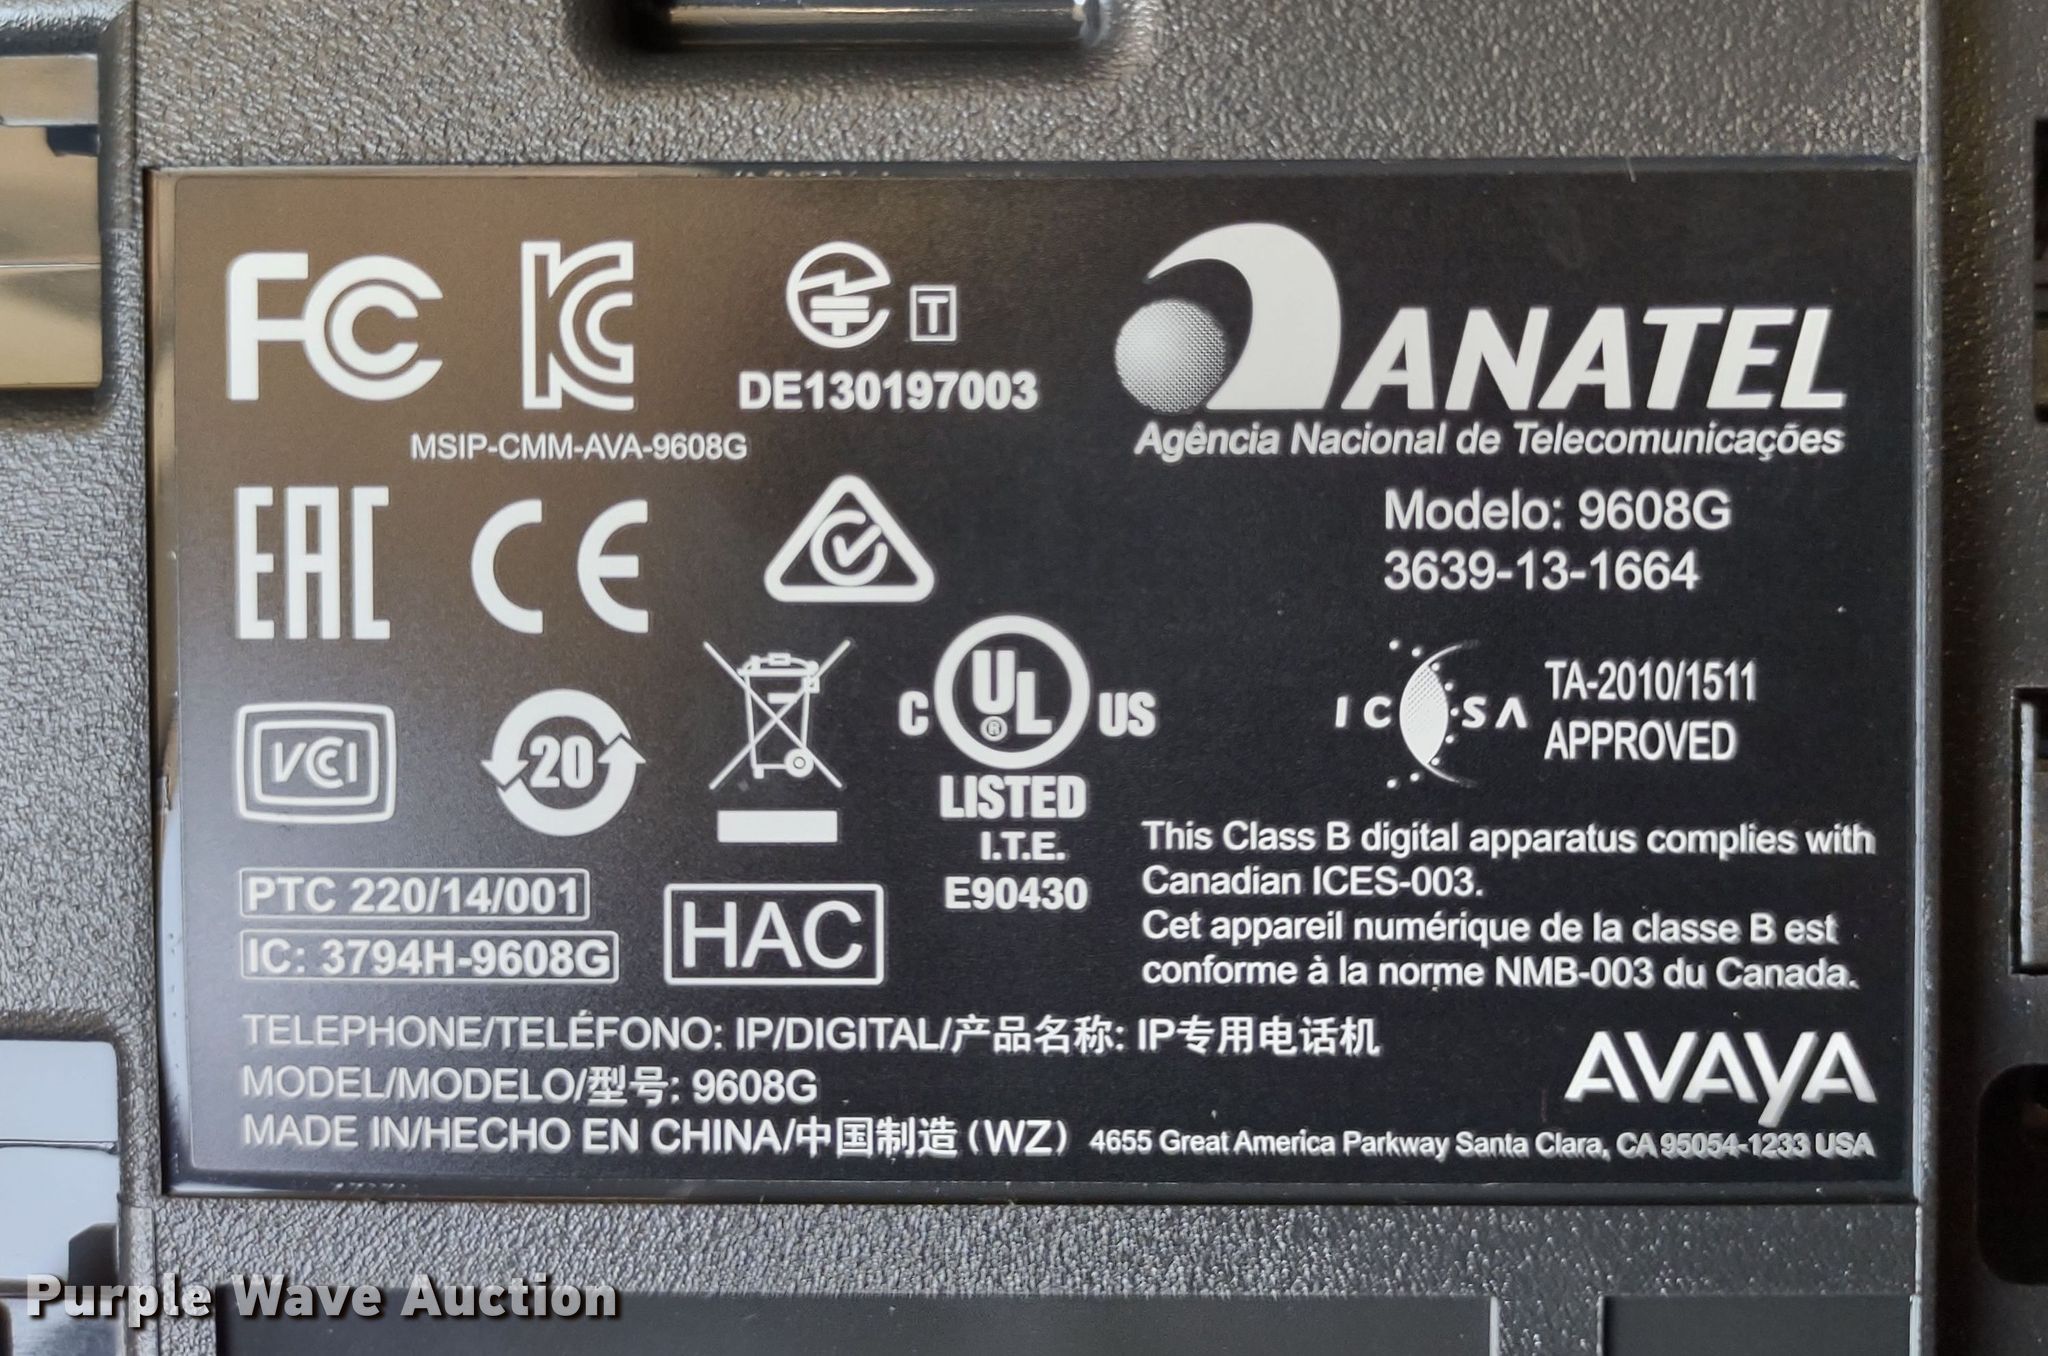 FC
KC
T
DE130197003
MSIP-CMM-AVA-9608G
ANATEL
Agência Nacional de Telecomunicações
Modelo: 9608G
3639-13-1664
EAC
CE
ICASA
TA-2010/1511
APPROVED
VCCI
20
C UL® US
LISTED
I.T.E.
E90430
PTC 220/14/001
IC: 3794H-9608G
HAC
This Class B digital apparatus complies with
Canadian ICES-003.
Cet appareil numérique de la classe B est
conforme à la norme NMB-003 du Canada.
TELEPHONE/TELÉFONO: IP/DIGITAL/产品名称: IP专用电话机
MODEL/MODELO/型号: 9608G
MADE IN/HECHO EN CHINA/中国制造 (WZ)
AVAYA
4655 Great America Parkway Santa Clara, CA 95054-1233 USA
Purple Wave Auction